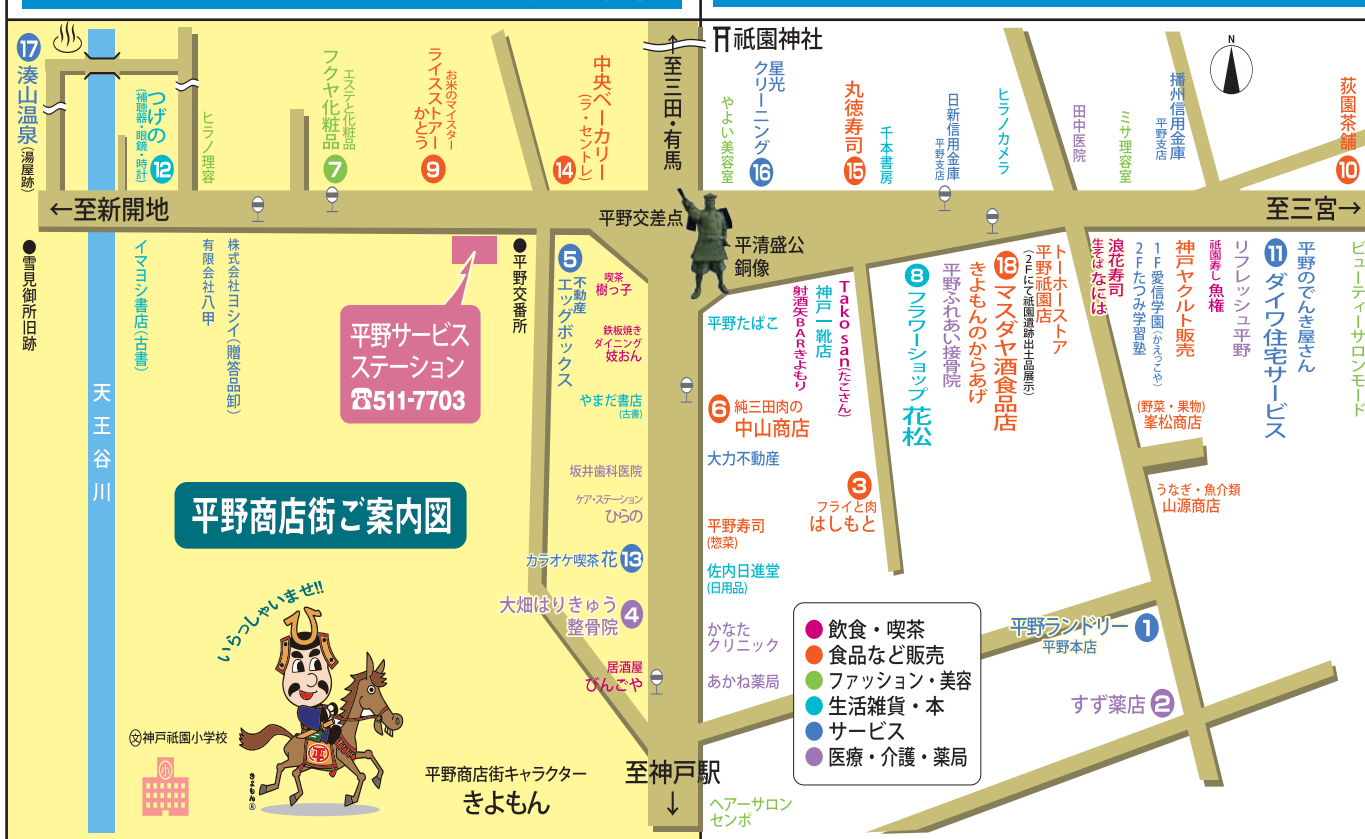 17
湊山温泉
(湯屋跡)
つげの
(補聴器・眼鏡・時計)
12
ヒラノ理容
エステと化粧品
フクヤ化粧品
7
お米のマイスター
ライスストアー
かとう
9
中央ベーカリー
(ラ・セントレ)
14
↑至三田・有馬
祇園神社
やよい美容室
星光
クリーニング
16
丸徳寿司
15
千本書房
日新信用金庫
平野支店
ヒラノカメラ
田中医院
ミサ理容室
播州信用金庫
平野支店
N
荻園茶舗
10
←至新開地
平野交差点
至三宮→
平清盛公
銅像
●雪見御所旧跡
イマヨシ書店(古書)
有限会社八甲
株式会社ヨシイ(贈答品卸)
●平野交番所
平野サービス
ステーション
☎511-7703
天王谷川
5
不動産
エッグボックス
喫茶
樹っ子
鉄板焼き
ダイニング
妓おん
やまだ書店
(古書)
坂井歯科医院
ケア・ステーション
ひらの
カラオケ喫茶 花 13
大畑はりきゅう
整骨院
4
居酒屋
びんごや
平野たばこ
射酒矢BARきよもり
神戸一靴店
Tako san(たこさん)
6
純三田肉の
中山商店
大力不動産
3
フライと肉
はしもと
平野寿司
(惣菜)
佐内日進堂
(日用品)
かなた
クリニック
あかね薬局
8
フラワーショップ 花松
平野ふれあい接骨院
きよもんのからあげ
18
マスダヤ酒食品店
(2Fにて祇園遺跡出土品展示)
トーホーストア
平野祇園店
浪花寿司
生そばなには
1F愛信学園(かえっこや)
2Fたつみ学習塾
神戸ヤクルト販売
祇園寿し魚権
リフレッシュ平野
11
ダイワ住宅サービス
平野のでんき屋さん
ビューティーサロンモード
(野菜・果物)
峯松商店
うなぎ・魚介類
山源商店
平野ランドリー 1
平野本店
すず薬店 2
平野商店街ご案内図
いらっしゃいませ!!
平
きよもん®
文神戸祇園小学校
小
平野商店街キャラクター
きよもん
至神戸駅
↓
ヘアーサロン
センポ
飲食・喫茶
食品など販売
ファッション・美容
生活雑貨・本
サービス
医療・介護・薬局